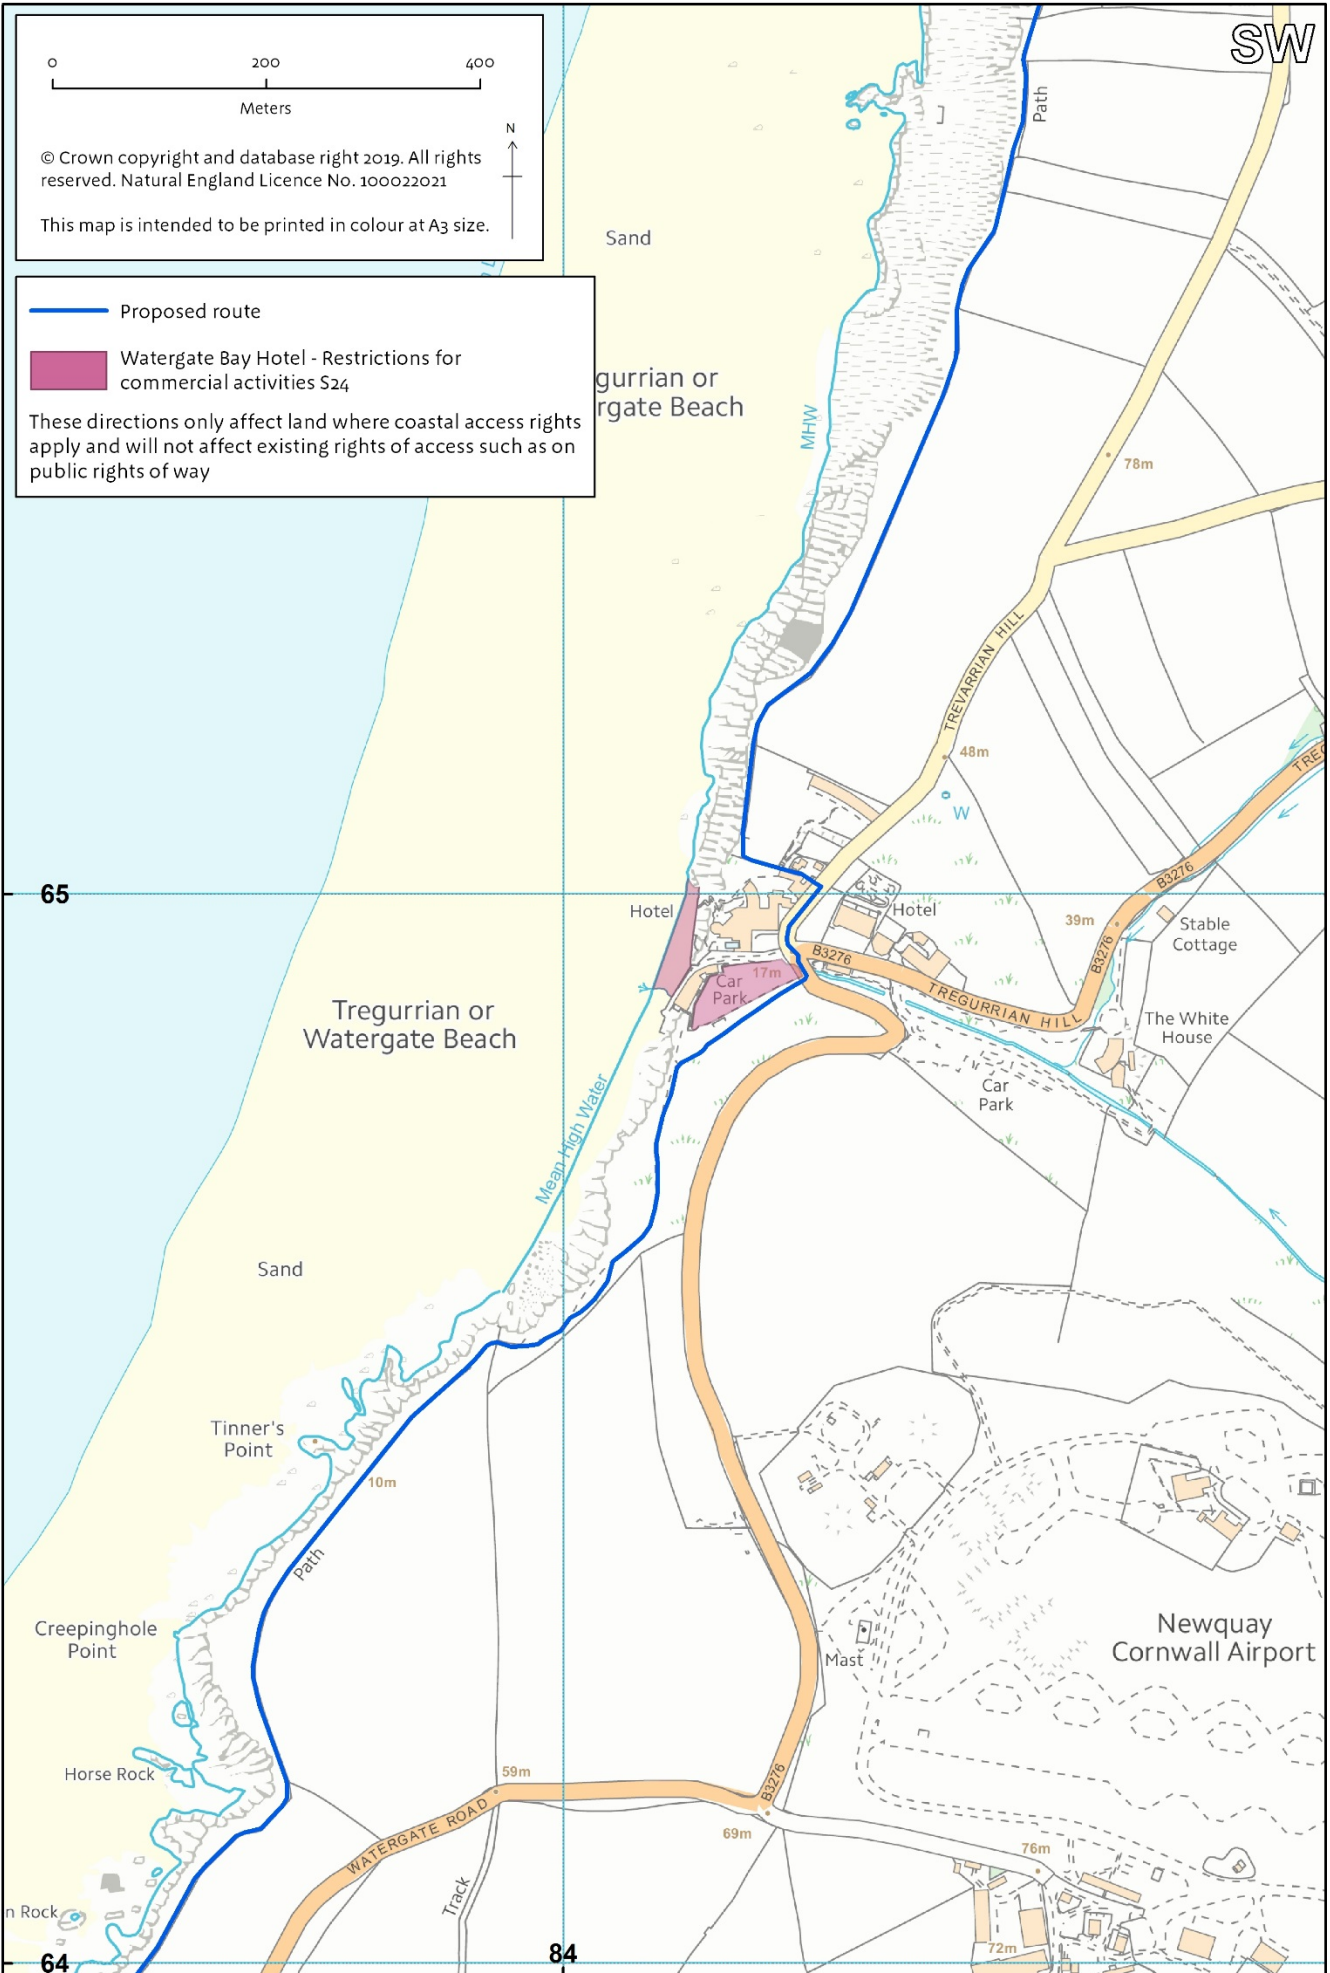 SW
0 200 400
Meters
N
© Crown copyright and database right 2019. All rights
reserved. Natural England Licence No. 100022021
This map is intended to be printed in colour at A3 size.
Proposed route
Watergate Bay Hotel - Restrictions for
commercial activities S24
These directions only affect land where coastal access rights
apply and will not affect existing rights of access such as on
public rights of way
Path
Sand
gurrian or
rgate Beach
MHW
78m
TREVARRIAN HILL
48m
W
TREG
65
Hotel
Hotel
B3276
39m
Stable
Cottage
B3276
B3276
17m
Car
Park
TREGURRIAN HILL
Tregurrian or
Watergate Beach
The White
House
Car
Park
Mean High Water
Sand
Tinner's
Point
10m
Path
Creepinghole
Point
Newquay
Cornwall Airport
Mast
Horse Rock
59m
B3276
WATERGATE ROAD
69m
76m
Track
n Rock
72m
84
64